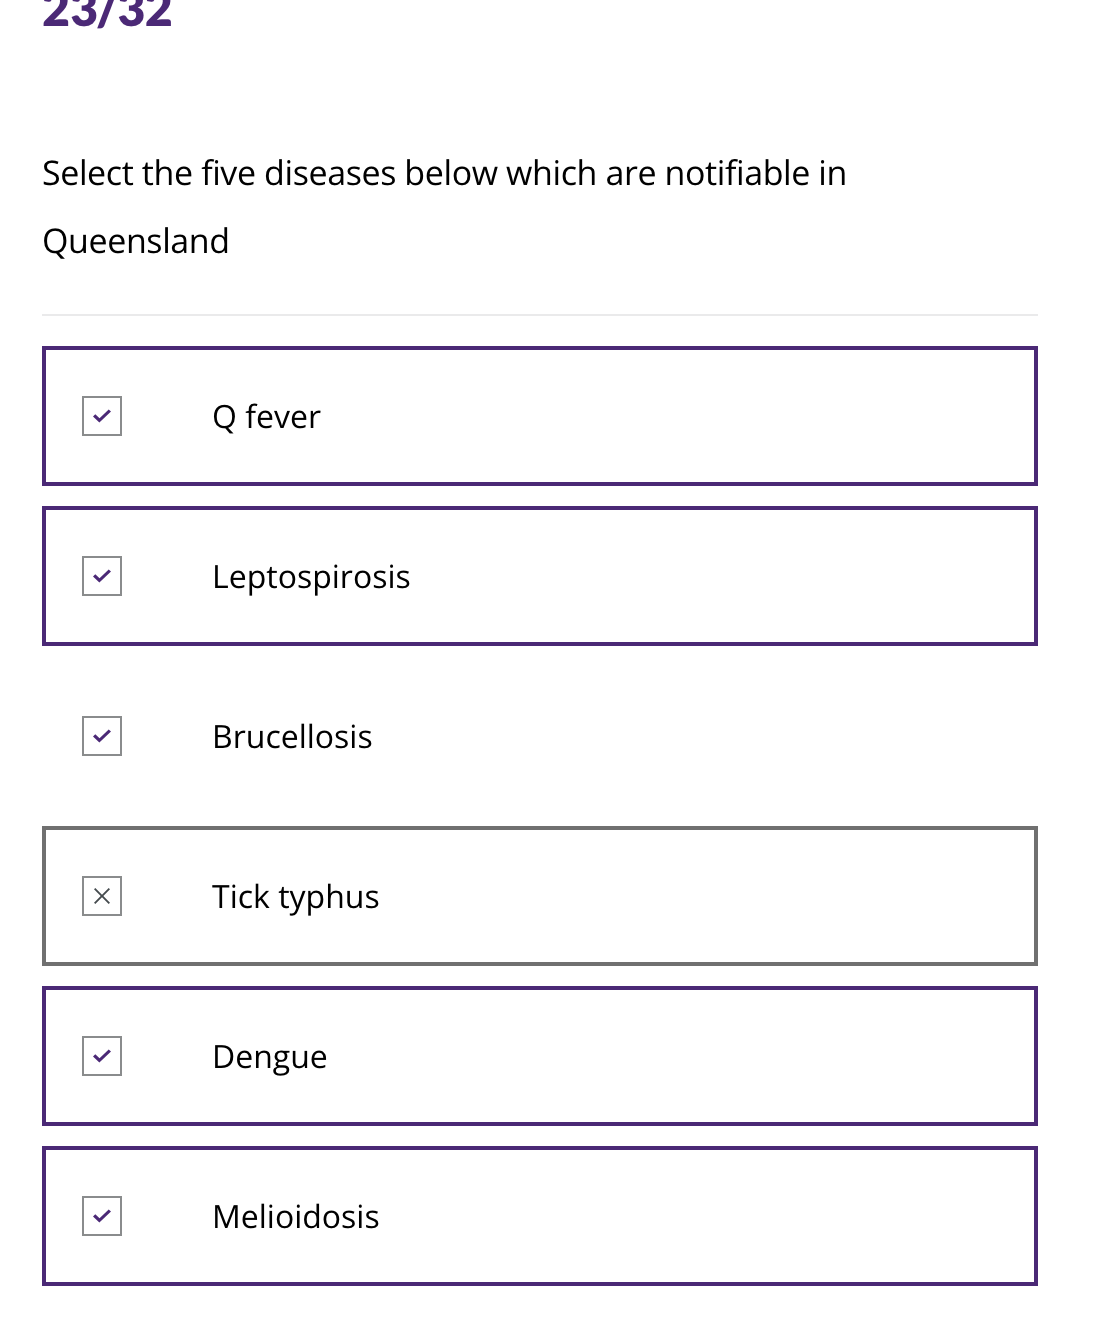 23/32
Select the five diseases below which are notifiable in
Queensland
Q fever
Leptospirosis
Brucellosis
Tick typhus
Dengue
Melioidosis